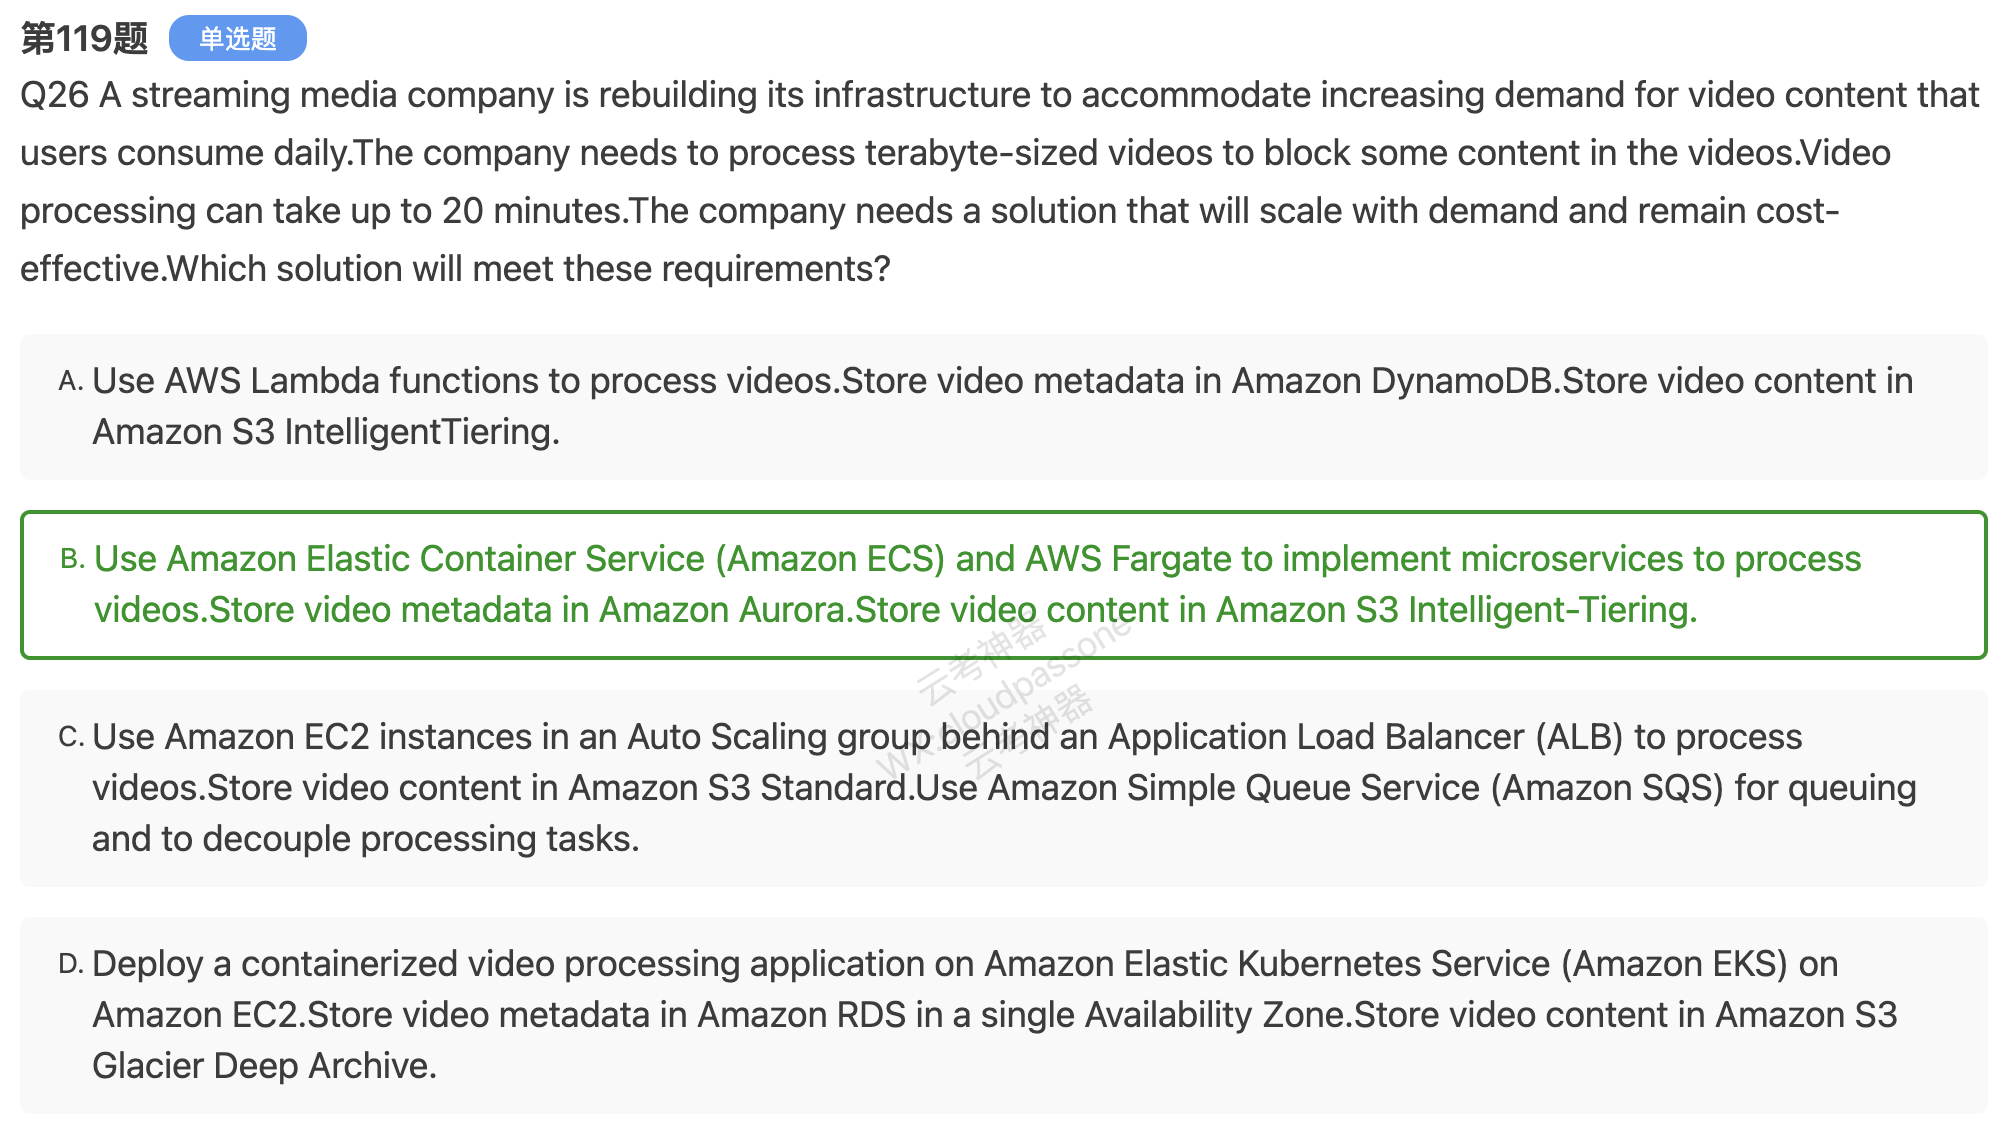 第119题 单选题
Q26 A streaming media company is rebuilding its infrastructure to accommodate increasing demand for video content that
users consume daily.The company needs to process terabyte-sized videos to block some content in the videos.Video
processing can take up to 20 minutes.The company needs a solution that will scale with demand and remain cost-
effective.Which solution will meet these requirements?
A. Use AWS Lambda functions to process videos.Store video metadata in Amazon DynamoDB.Store video content in
Amazon S3 IntelligentTiering.
B. Use Amazon Elastic Container Service (Amazon ECS) and AWS Fargate to implement microservices to process
videos.Store video metadata in Amazon Aurora.Store video content in Amazon S3 Intelligent-Tiering.
云考神器
wx:cloudpassone
云考神器
C. Use Amazon EC2 instances in an Auto Scaling group behind an Application Load Balancer (ALB) to process
videos.Store video content in Amazon S3 Standard.Use Amazon Simple Queue Service (Amazon SQS) for queuing
and to decouple processing tasks.
D. Deploy a containerized video processing application on Amazon Elastic Kubernetes Service (Amazon EKS) on
Amazon EC2.Store video metadata in Amazon RDS in a single Availability Zone.Store video content in Amazon S3
Glacier Deep Archive.